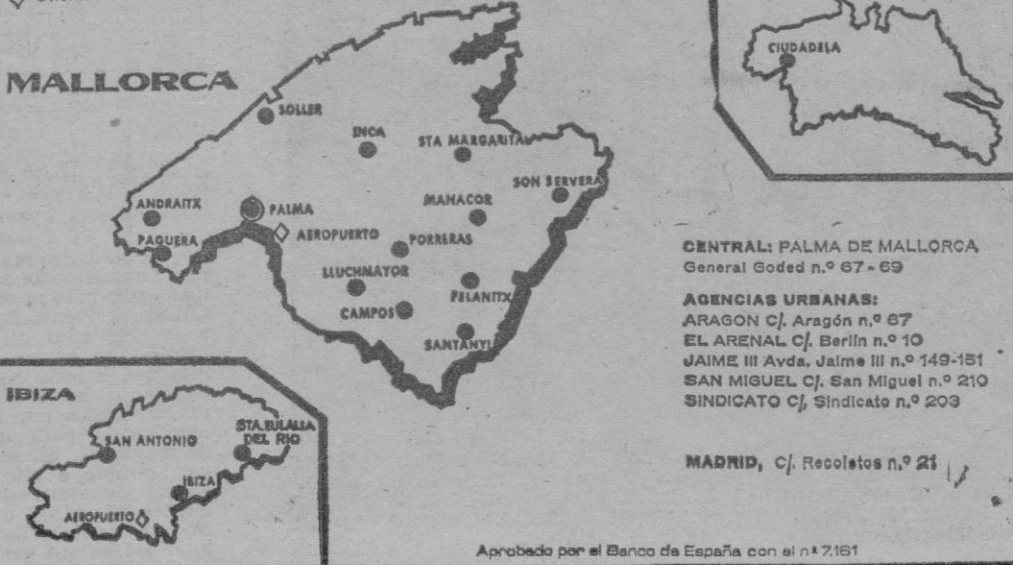 MALLORCA
SOLLER
INCA
STA MARGARITA
SON SERVERA
ANDRAITX
PALMA
MANACOR
AEROPUERTO
PAGUERA
PORRERAS
LLUCHMAYOR
FELANITX
CAMPOS
SANTANYI
CIUDADELA
CENTRAL: PALMA DE MALLORCA
General Goded n.º 67 - 69
AGENCIAS URBANAS:
ARAGON C/. Aragón n.º 67
EL ARENAL C/. Berlín n.º 10
JAIME III Avda. Jaime III n.º 149-151
SAN MIGUEL C/. San Miguel n.º 210
SINDICATO C/. Sindicato n.º 203
MADRID, C/. Recoletos n.º 21
IBIZA
SAN ANTONIO
STA. EULALIA
DEL RIO
IBIZA
AEROPUERTO
Aprobado por el Banco de España con el nº 7.161